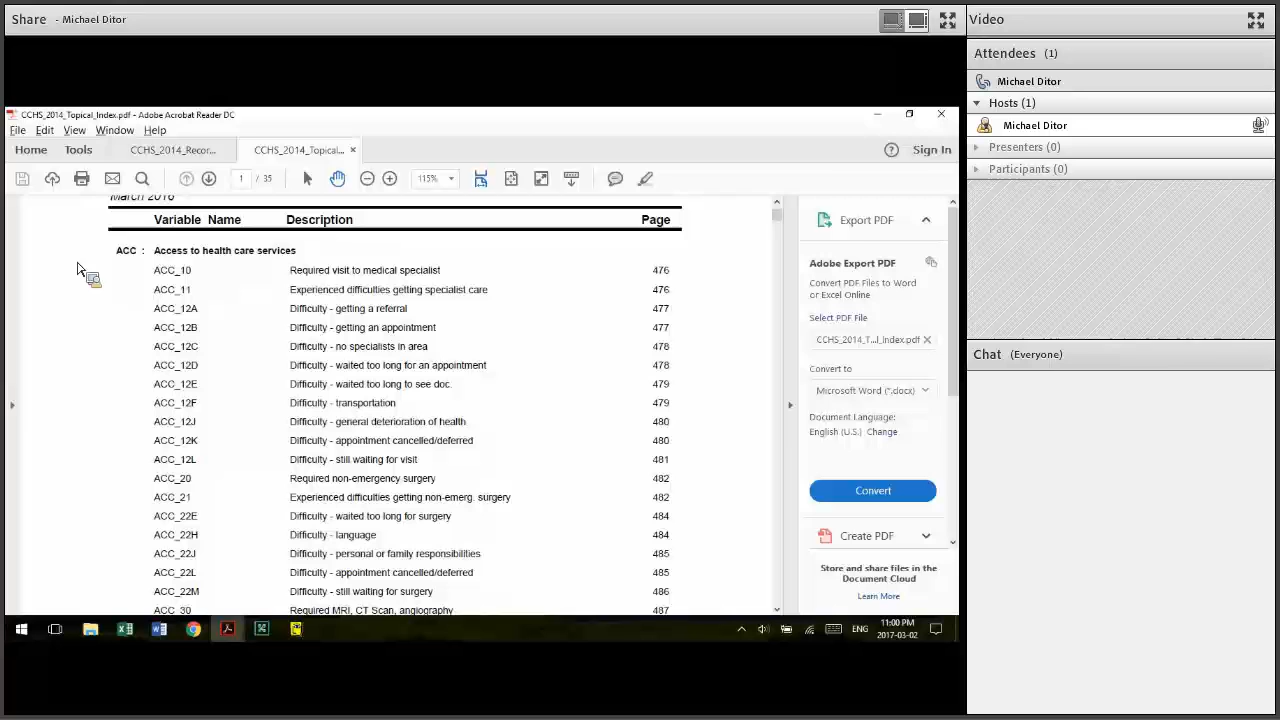 Share - Michael Ditor
CCHS_2014_Topical_Index.pdf - Adobe Acrobat Reader DC
File Edit View Window Help
Home Tools CCHS_2014_Recor... CCHS_2014_Topical... × Sign In
1 / 35 115%
March 2016
Variable Name Description Page
ACC : Access to health care services
ACC_10 Required visit to medical specialist 476
ACC_11 Experienced difficulties getting specialist care 476
ACC_12A Difficulty - getting a referral 477
ACC_12B Difficulty - getting an appointment 477
ACC_12C Difficulty - no specialists in area 478
ACC_12D Difficulty - waited too long for an appointment 478
ACC_12E Difficulty - waited too long to see doc. 479
ACC_12F Difficulty - transportation 479
ACC_12J Difficulty - general deterioration of health 480
ACC_12K Difficulty - appointment cancelled/deferred 480
ACC_12L Difficulty - still waiting for visit 481
ACC_20 Required non-emergency surgery 482
ACC_21 Experienced difficulties getting non-emerg. surgery 482
ACC_22E Difficulty - waited too long for surgery 484
ACC_22H Difficulty - language 484
ACC_22J Difficulty - personal or family responsibilities 485
ACC_22L Difficulty - appointment cancelled/deferred 485
ACC_22M Difficulty - still waiting for surgery 486
ACC_30 Required MRI, CT Scan, angiography 487
Export PDF
Adobe Export PDF
Convert PDF Files to Word
or Excel Online
Select PDF File
CCHS_2014_T...l_Index.pdf ×
Convert to
Microsoft Word (*.docx)
Document Language:
English (U.S.) Change
Convert
Create PDF
Store and share files in the
Document Cloud
Learn More
ENG
11:00 PM
2017-03-02
Video
Attendees (1)
Michael Ditor
Hosts (1)
Michael Ditor
Presenters (0)
Participants (0)
Chat (Everyone)